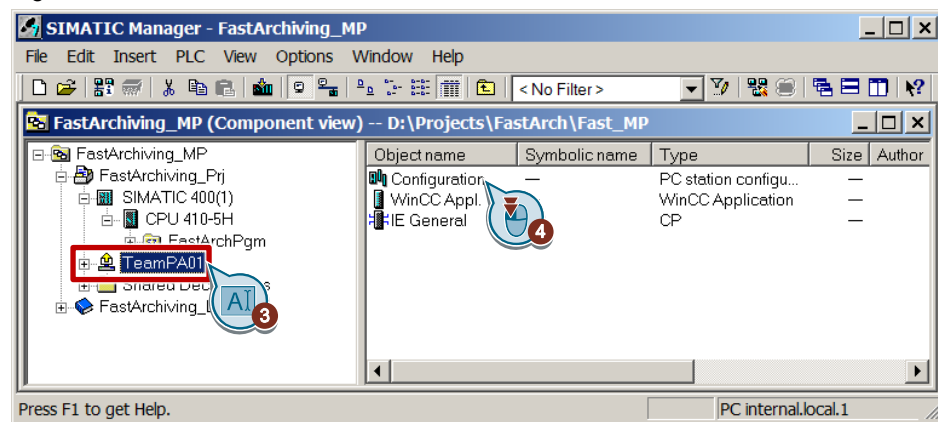 SIMATIC Manager - FastArchiving_MP
File Edit Insert PLC View Options Window Help
< No Filter >
FastArchiving_MP (Component view) -- D:\Projects\FastArch\Fast_MP
FastArchiving_MP
FastArchiving_Prj
SIMATIC 400(1)
CPU 410-5H
FastArchPgm
TeamPA01
Shared Dec s
FastArchiving_L
AI
3
Object name Symbolic name Type Size Author
Configuration — PC station configu... —
WinCC Appl. WinCC Application —
IE General CP —
4
Press F1 to get Help. PC internal.local.1